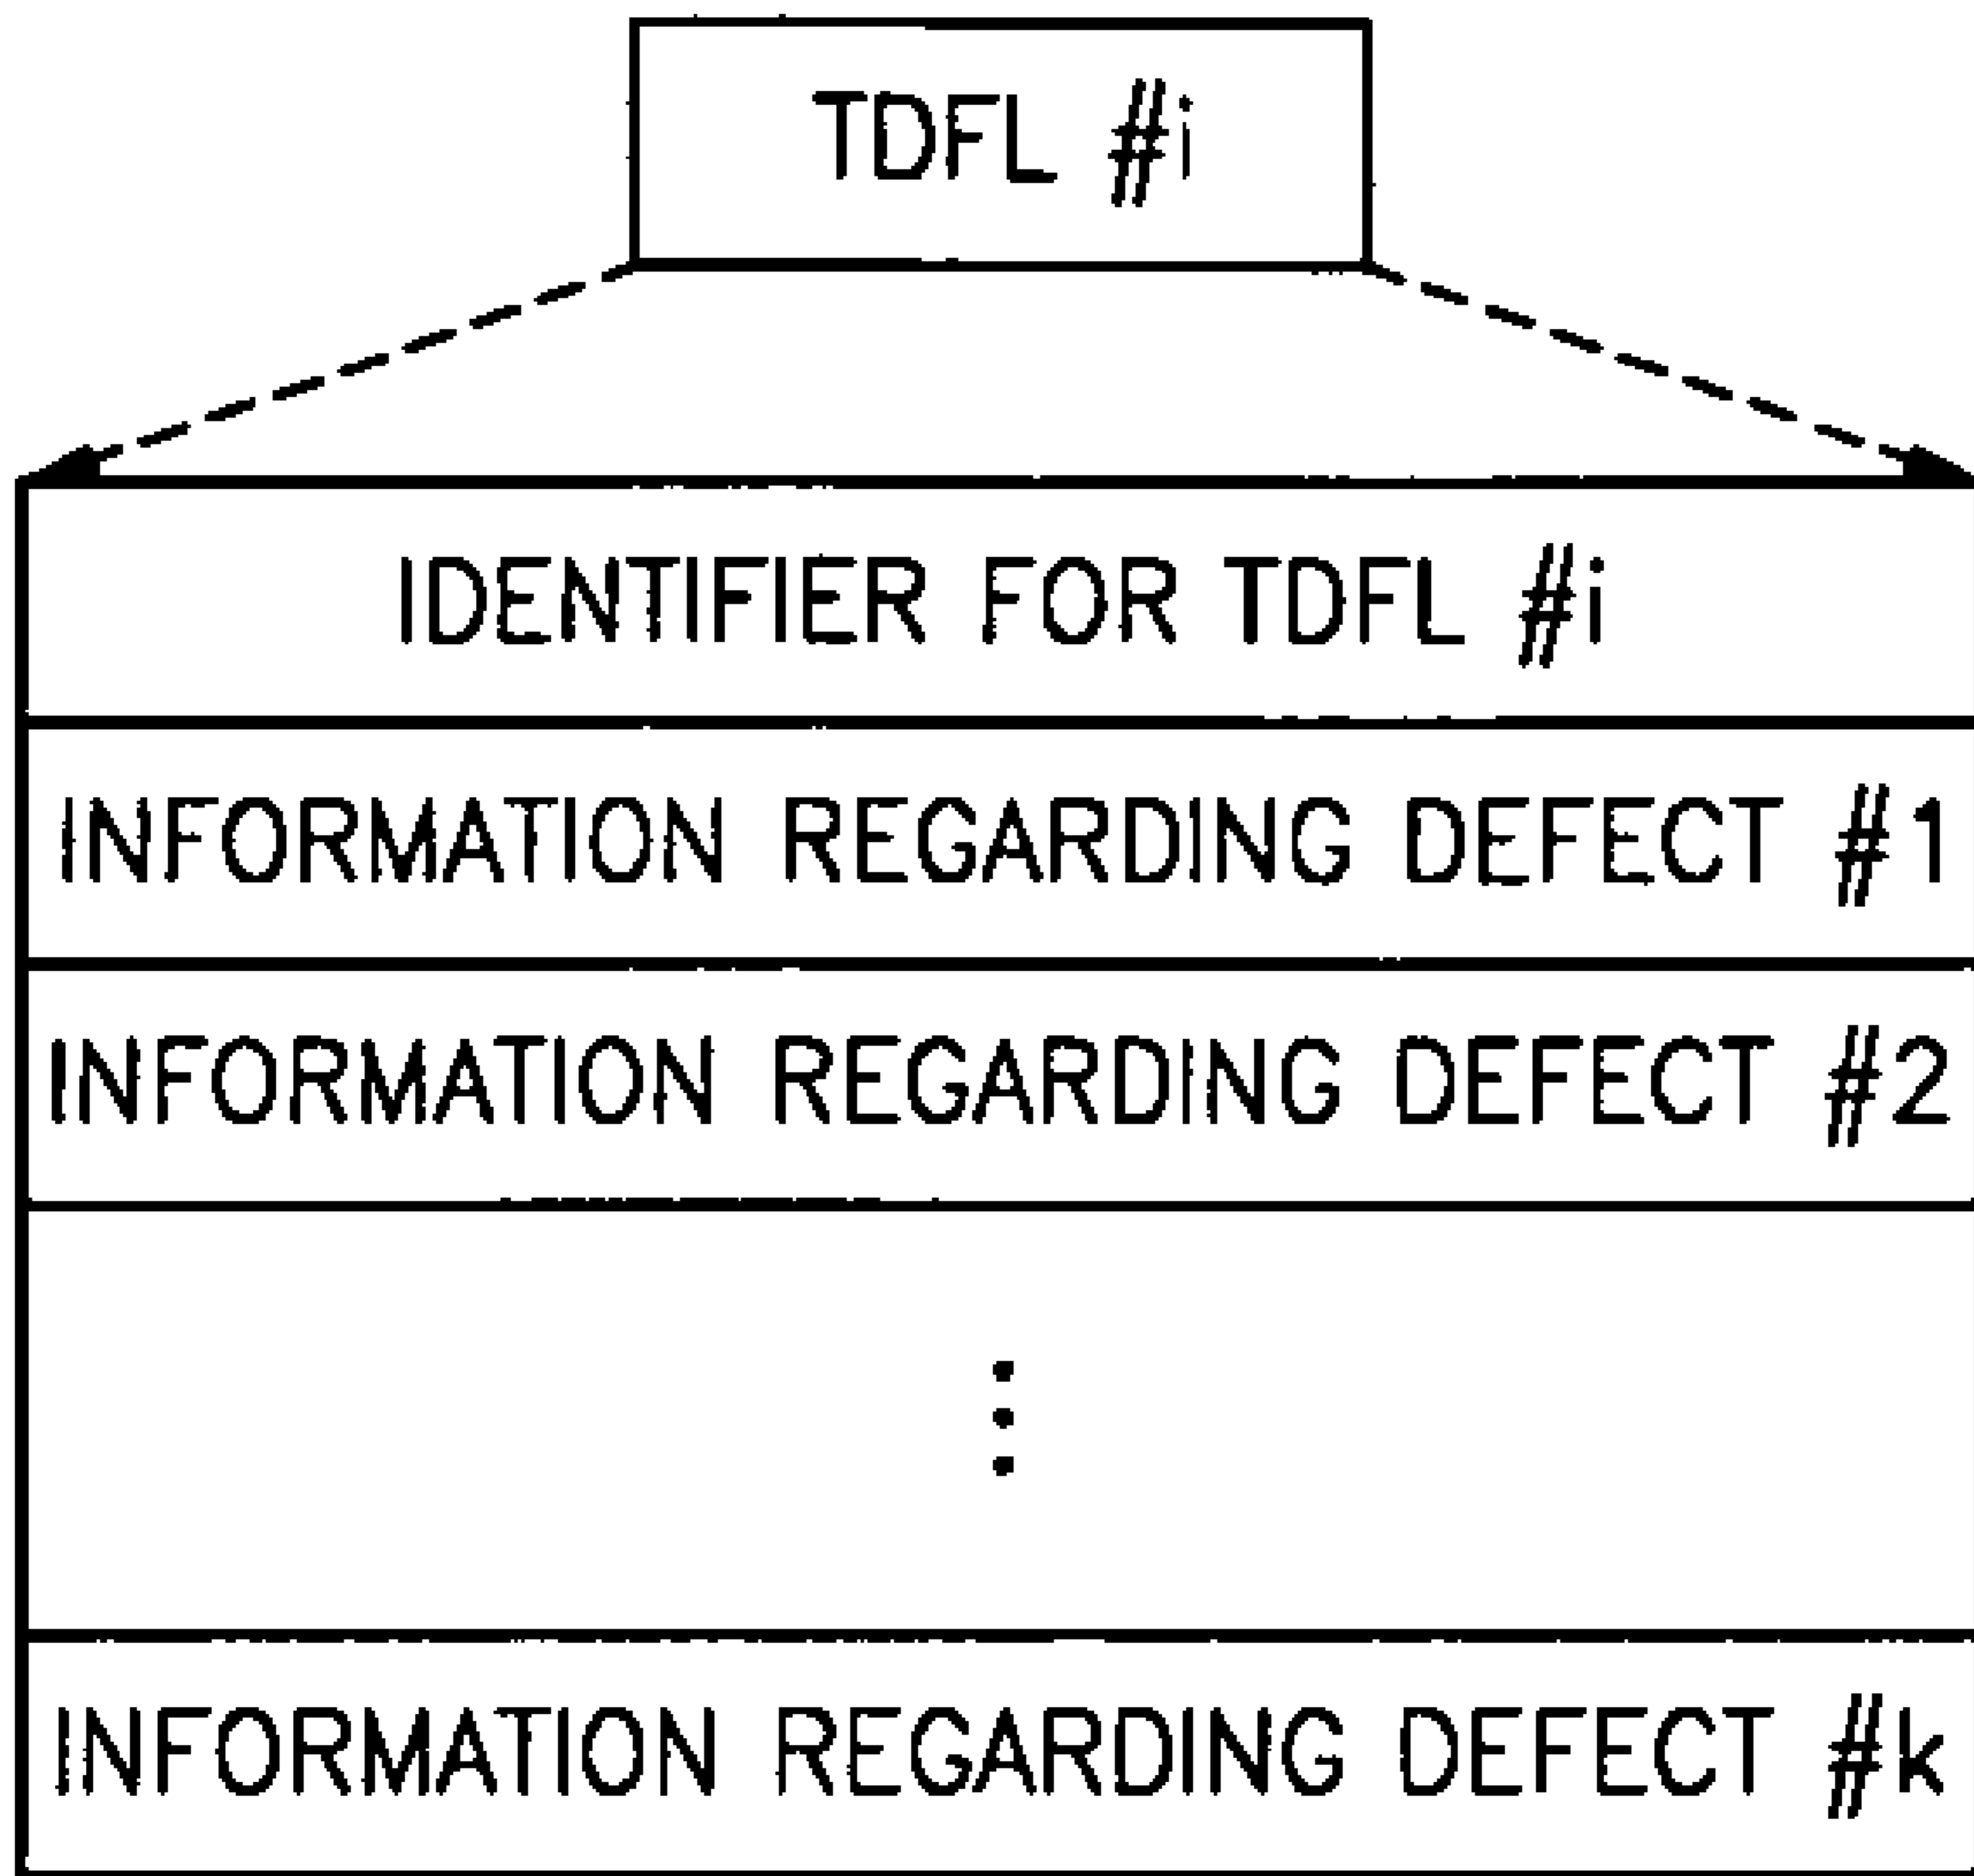 TDFL #i
IDENTIFIER FOR TDFL #i
INFORMATION REGARDING DEFECT #1
INFORMATION REGARDING DEFECT #2
INFORMATION REGARDING DEFECT #k